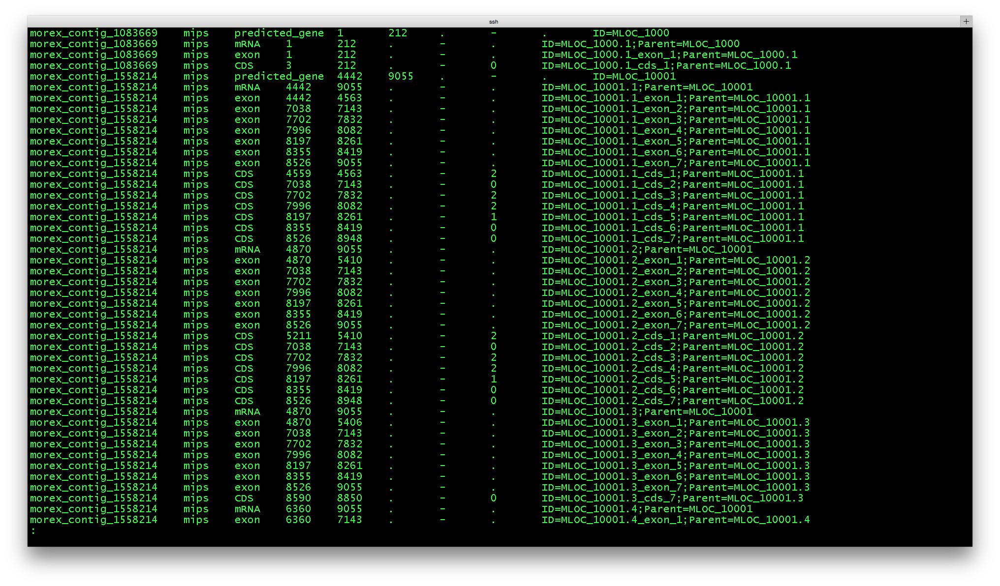 ssh +
morex_contig_1083669 mips predicted_gene 1 212 . - . ID=MLOC_1000
morex_contig_1083669 mips mRNA 1 212 . - . ID=MLOC_1000.1;Parent=MLOC_1000
morex_contig_1083669 mips exon 1 212 . - . ID=MLOC_1000.1_exon_1;Parent=MLOC_1000.1
morex_contig_1083669 mips CDS 3 212 . - 0 ID=MLOC_1000.1_cds_1;Parent=MLOC_1000.1
morex_contig_1558214 mips predicted_gene 4442 9055 . - . ID=MLOC_10001
morex_contig_1558214 mips mRNA 4442 9055 . - . ID=MLOC_10001.1;Parent=MLOC_10001
morex_contig_1558214 mips exon 4442 4563 . - . ID=MLOC_10001.1_exon_1;Parent=MLOC_10001.1
morex_contig_1558214 mips exon 7038 7143 . - . ID=MLOC_10001.1_exon_2;Parent=MLOC_10001.1
morex_contig_1558214 mips exon 7702 7832 . - . ID=MLOC_10001.1_exon_3;Parent=MLOC_10001.1
morex_contig_1558214 mips exon 7996 8082 . - . ID=MLOC_10001.1_exon_4;Parent=MLOC_10001.1
morex_contig_1558214 mips exon 8197 8261 . - . ID=MLOC_10001.1_exon_5;Parent=MLOC_10001.1
morex_contig_1558214 mips exon 8355 8419 . - . ID=MLOC_10001.1_exon_6;Parent=MLOC_10001.1
morex_contig_1558214 mips exon 8526 9055 . - . ID=MLOC_10001.1_exon_7;Parent=MLOC_10001.1
morex_contig_1558214 mips CDS 4559 4563 . - 2 ID=MLOC_10001.1_cds_1;Parent=MLOC_10001.1
morex_contig_1558214 mips CDS 7038 7143 . - 0 ID=MLOC_10001.1_cds_2;Parent=MLOC_10001.1
morex_contig_1558214 mips CDS 7702 7832 . - 2 ID=MLOC_10001.1_cds_3;Parent=MLOC_10001.1
morex_contig_1558214 mips CDS 7996 8082 . - 2 ID=MLOC_10001.1_cds_4;Parent=MLOC_10001.1
morex_contig_1558214 mips CDS 8197 8261 . - 1 ID=MLOC_10001.1_cds_5;Parent=MLOC_10001.1
morex_contig_1558214 mips CDS 8355 8419 . - 0 ID=MLOC_10001.1_cds_6;Parent=MLOC_10001.1
morex_contig_1558214 mips CDS 8526 8948 . - 0 ID=MLOC_10001.1_cds_7;Parent=MLOC_10001.1
morex_contig_1558214 mips mRNA 4870 9055 . - . ID=MLOC_10001.2;Parent=MLOC_10001
morex_contig_1558214 mips exon 4870 5410 . - . ID=MLOC_10001.2_exon_1;Parent=MLOC_10001.2
morex_contig_1558214 mips exon 7038 7143 . - . ID=MLOC_10001.2_exon_2;Parent=MLOC_10001.2
morex_contig_1558214 mips exon 7702 7832 . - . ID=MLOC_10001.2_exon_3;Parent=MLOC_10001.2
morex_contig_1558214 mips exon 7996 8082 . - . ID=MLOC_10001.2_exon_4;Parent=MLOC_10001.2
morex_contig_1558214 mips exon 8197 8261 . - . ID=MLOC_10001.2_exon_5;Parent=MLOC_10001.2
morex_contig_1558214 mips exon 8355 8419 . - . ID=MLOC_10001.2_exon_6;Parent=MLOC_10001.2
morex_contig_1558214 mips exon 8526 9055 . - . ID=MLOC_10001.2_exon_7;Parent=MLOC_10001.2
morex_contig_1558214 mips CDS 5211 5410 . - 2 ID=MLOC_10001.2_cds_1;Parent=MLOC_10001.2
morex_contig_1558214 mips CDS 7038 7143 . - 0 ID=MLOC_10001.2_cds_2;Parent=MLOC_10001.2
morex_contig_1558214 mips CDS 7702 7832 . - 2 ID=MLOC_10001.2_cds_3;Parent=MLOC_10001.2
morex_contig_1558214 mips CDS 7996 8082 . - 2 ID=MLOC_10001.2_cds_4;Parent=MLOC_10001.2
morex_contig_1558214 mips CDS 8197 8261 . - 1 ID=MLOC_10001.2_cds_5;Parent=MLOC_10001.2
morex_contig_1558214 mips CDS 8355 8419 . - 0 ID=MLOC_10001.2_cds_6;Parent=MLOC_10001.2
morex_contig_1558214 mips CDS 8526 8948 . - 0 ID=MLOC_10001.2_cds_7;Parent=MLOC_10001.2
morex_contig_1558214 mips mRNA 4870 9055 . - . ID=MLOC_10001.3;Parent=MLOC_10001
morex_contig_1558214 mips exon 4870 5406 . - . ID=MLOC_10001.3_exon_1;Parent=MLOC_10001.3
morex_contig_1558214 mips exon 7038 7143 . - . ID=MLOC_10001.3_exon_2;Parent=MLOC_10001.3
morex_contig_1558214 mips exon 7702 7832 . - . ID=MLOC_10001.3_exon_3;Parent=MLOC_10001.3
morex_contig_1558214 mips exon 7996 8082 . - . ID=MLOC_10001.3_exon_4;Parent=MLOC_10001.3
morex_contig_1558214 mips exon 8197 8261 . - . ID=MLOC_10001.3_exon_5;Parent=MLOC_10001.3
morex_contig_1558214 mips exon 8355 8419 . - . ID=MLOC_10001.3_exon_6;Parent=MLOC_10001.3
morex_contig_1558214 mips exon 8526 9055 . - . ID=MLOC_10001.3_exon_7;Parent=MLOC_10001.3
morex_contig_1558214 mips CDS 8590 8850 . - 0 ID=MLOC_10001.3_cds_7;Parent=MLOC_10001.3
morex_contig_1558214 mips mRNA 6360 9055 . - . ID=MLOC_10001.4;Parent=MLOC_10001
morex_contig_1558214 mips exon 6360 7143 . - . ID=MLOC_10001.4_exon_1;Parent=MLOC_10001.4
: